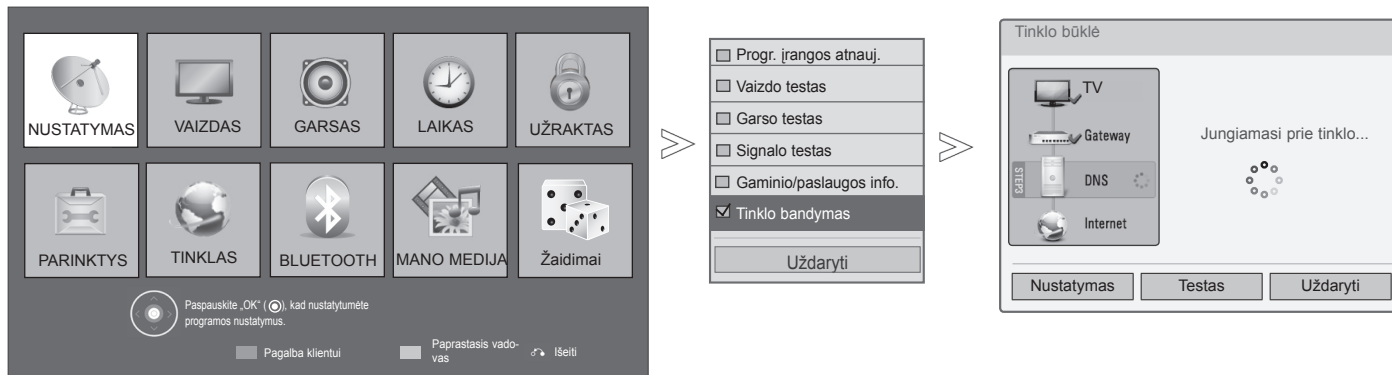 NUSTATYMAS
VAIZDAS
GARSAS
LAIKAS
UŽRAKTAS
PARINKTYS
TINKLAS
BLUETOOTH
MANO MEDIJA
Žaidimai
Paspauskite „OK“ (◉), kad nustatytumėte
programos nustatymus.
Pagalba klientui
Paprastasis vado-
vas
Išeiti
Progr. įrangos atnauj.
Vaizdo testas
Garso testas
Signalo testas
Gaminio/paslaugos info.
Tinklo bandymas
Uždaryti
Tinklo būklė
TV
Gateway
STEP3
DNS
Internet
Jungiamasi prie tinklo...
Nustatymas
Testas
Uždaryti